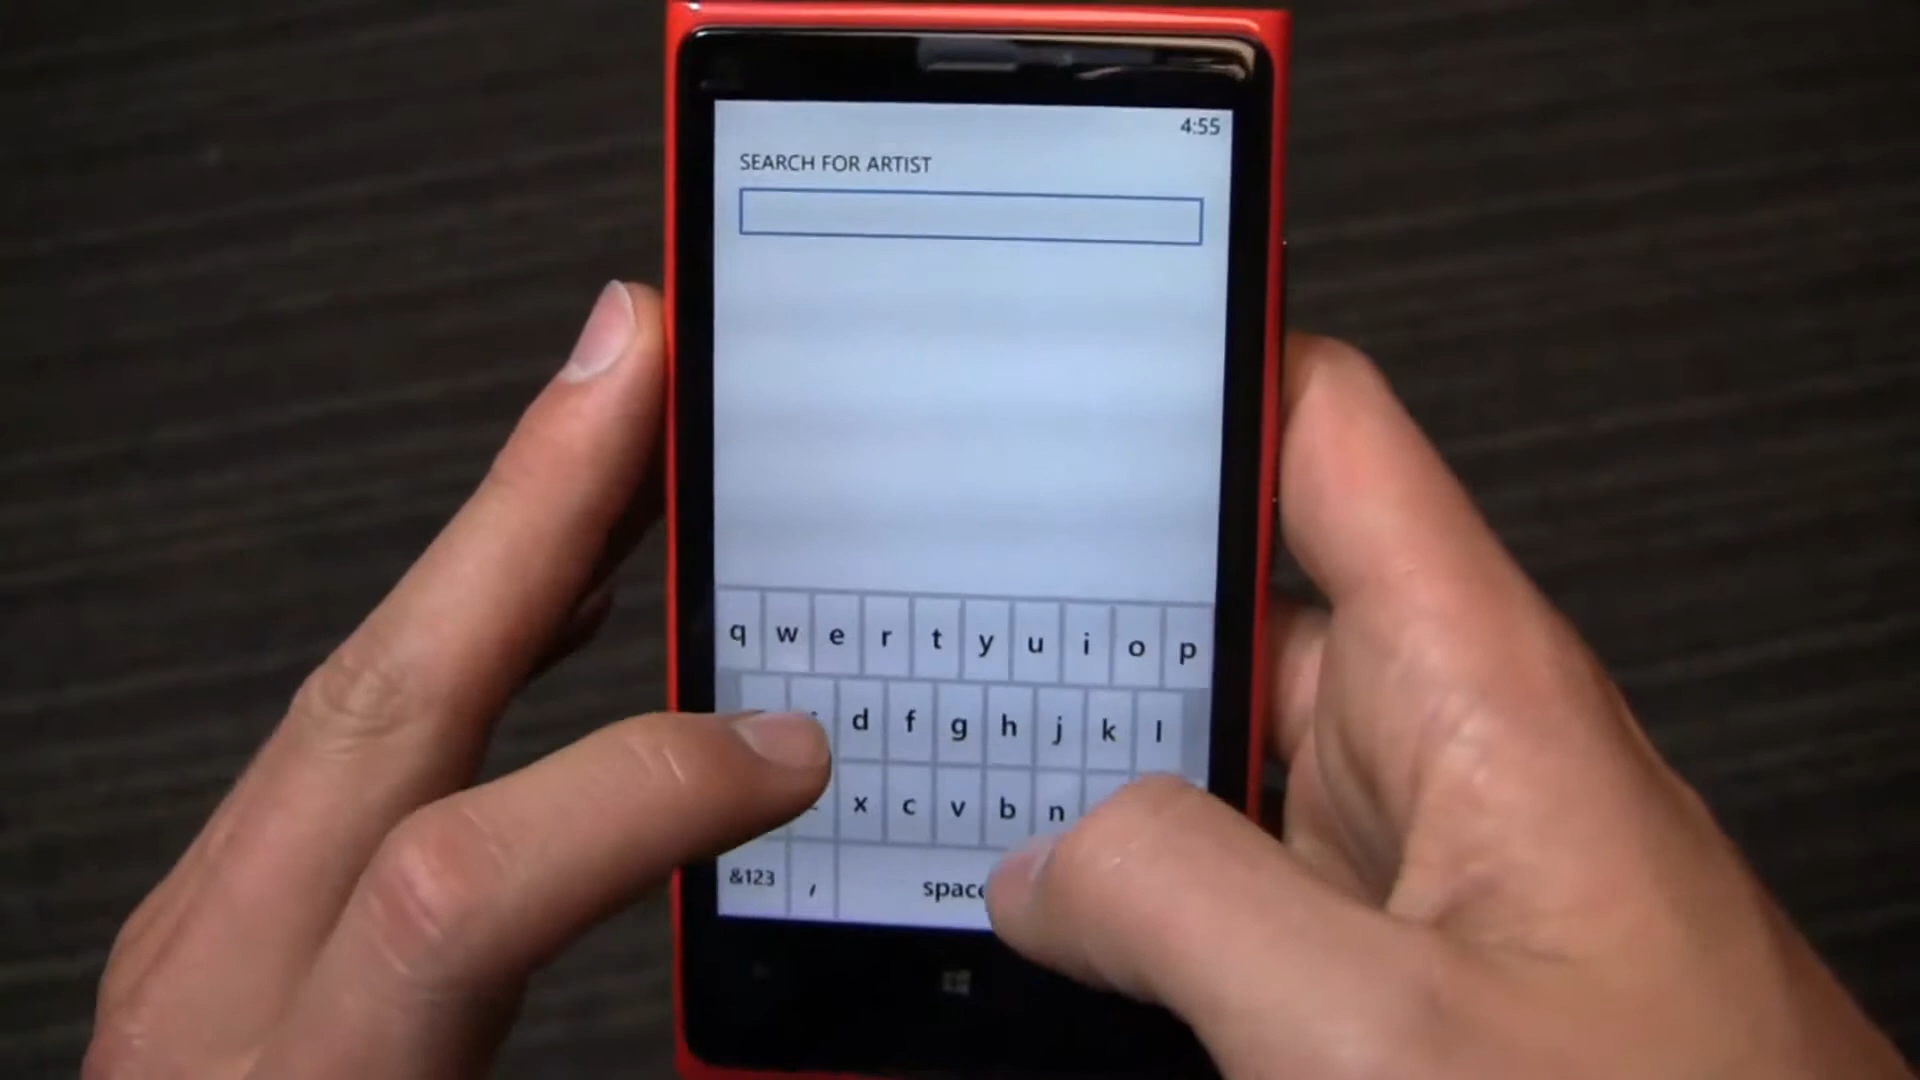 4:55
SEARCH FOR ARTIST
q w e r t y u i o p
d f g h j k l
x c v b n
&123 , space